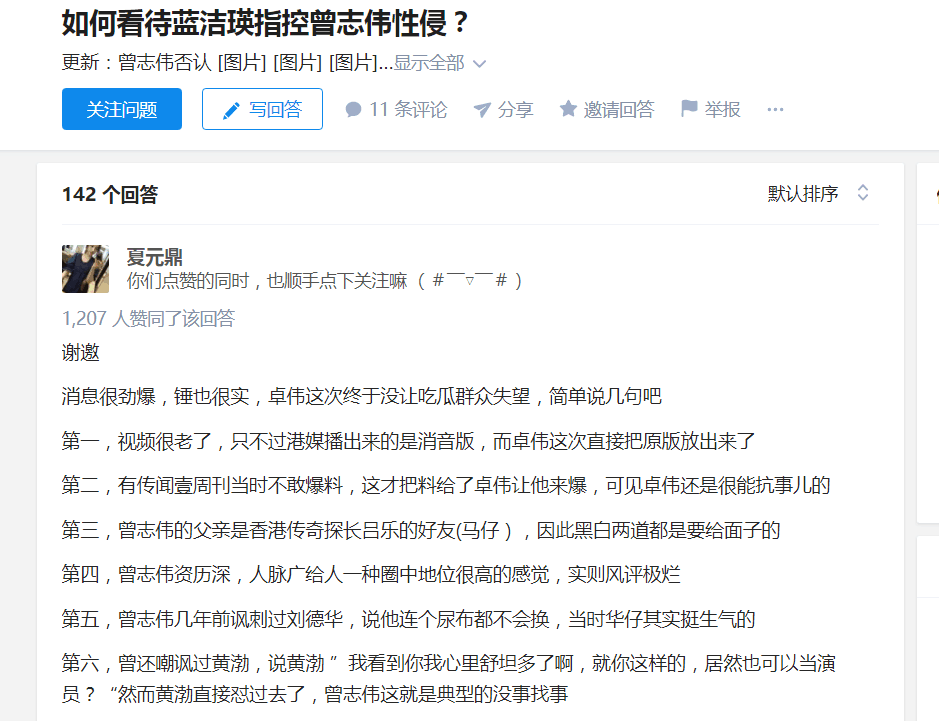 如何看待蓝洁瑛指控曾志伟性侵？
更新：曾志伟否认 [图片] [图片] [图片]...显示全部
关注问题 写回答 11 条评论 分享 邀请回答 举报 ...
142 个回答 默认排序
夏元鼎
你们点赞的同时，也顺手点下关注嘛（＃￣▽￣＃）
1,207 人赞同了该回答
谢邀
消息很劲爆，锤也很实，卓伟这次终于没让吃瓜群众失望，简单说几句吧
第一，视频很老了，只不过港媒播出来的是消音版，而卓伟这次直接把原版放出来了
第二，有传闻壹周刊当时不敢爆料，这才把料给了卓伟让他来爆，可见卓伟还是很能抗事儿的
第三，曾志伟的父亲是香港传奇探长吕乐的好友(马仔），因此黑白两道都是要给面子的
第四，曾志伟资历深，人脉广给人一种圈中地位很高的感觉，实则风评极烂
第五，曾志伟几年前讽刺过刘德华，说他连个尿布都不会换，当时华仔其实挺生气的
第六，曾还嘲讽过黄渤，说黄渤 ”我看到你我心里舒坦多了啊，就你这样的，居然也可以当演
员？“然而黄渤直接怼过去了，曾志伟这就是典型的没事找事